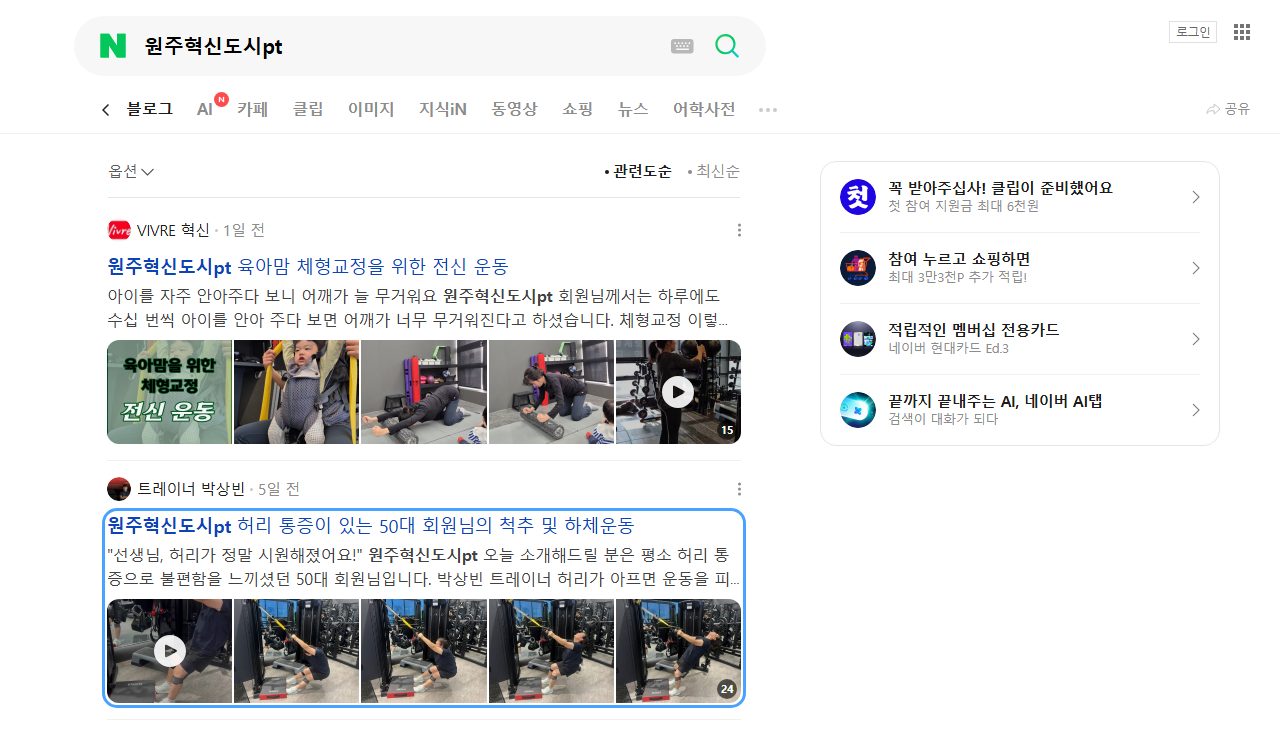 원주혁신도시pt
로그인
블로그
AI
N
카페
클립
이미지
지식iN
동영상
쇼핑
뉴스
어학사전
공유
옵션
• 관련도순
• 최신순
VIVRE 혁신 · 1일 전
원주혁신도시pt 육아맘 체형교정을 위한 전신 운동
아이를 자주 안아주다 보니 어깨가 늘 무거워요 원주혁신도시pt 회원님께서는 하루에도
수십 번씩 아이를 안아 주다 보면 어깨가 너무 무거워진다고 하셨습니다. 체형교정 이렇...
육아맘을 위한
체형교정
전신 운동
15
트레이너 박상빈 · 5일 전
원주혁신도시pt 허리 통증이 있는 50대 회원님의 척추 및 하체운동
"선생님, 허리가 정말 시원해졌어요!" 원주혁신도시pt 오늘 소개해드릴 분은 평소 허리 통
증으로 불편함을 느끼셨던 50대 회원님입니다. 박상빈 트레이너 허리가 아프면 운동을 피...
24
첫
꼭 받아주십사! 클립이 준비했어요
첫 참여 지원금 최대 6천원
참여 누르고 쇼핑하면
최대 3만3천P 추가 적립!
적립적인 멤버십 전용카드
네이버 현대카드 Ed.3
끝까지 끝내주는 AI, 네이버 AI탭
검색이 대화가 되다